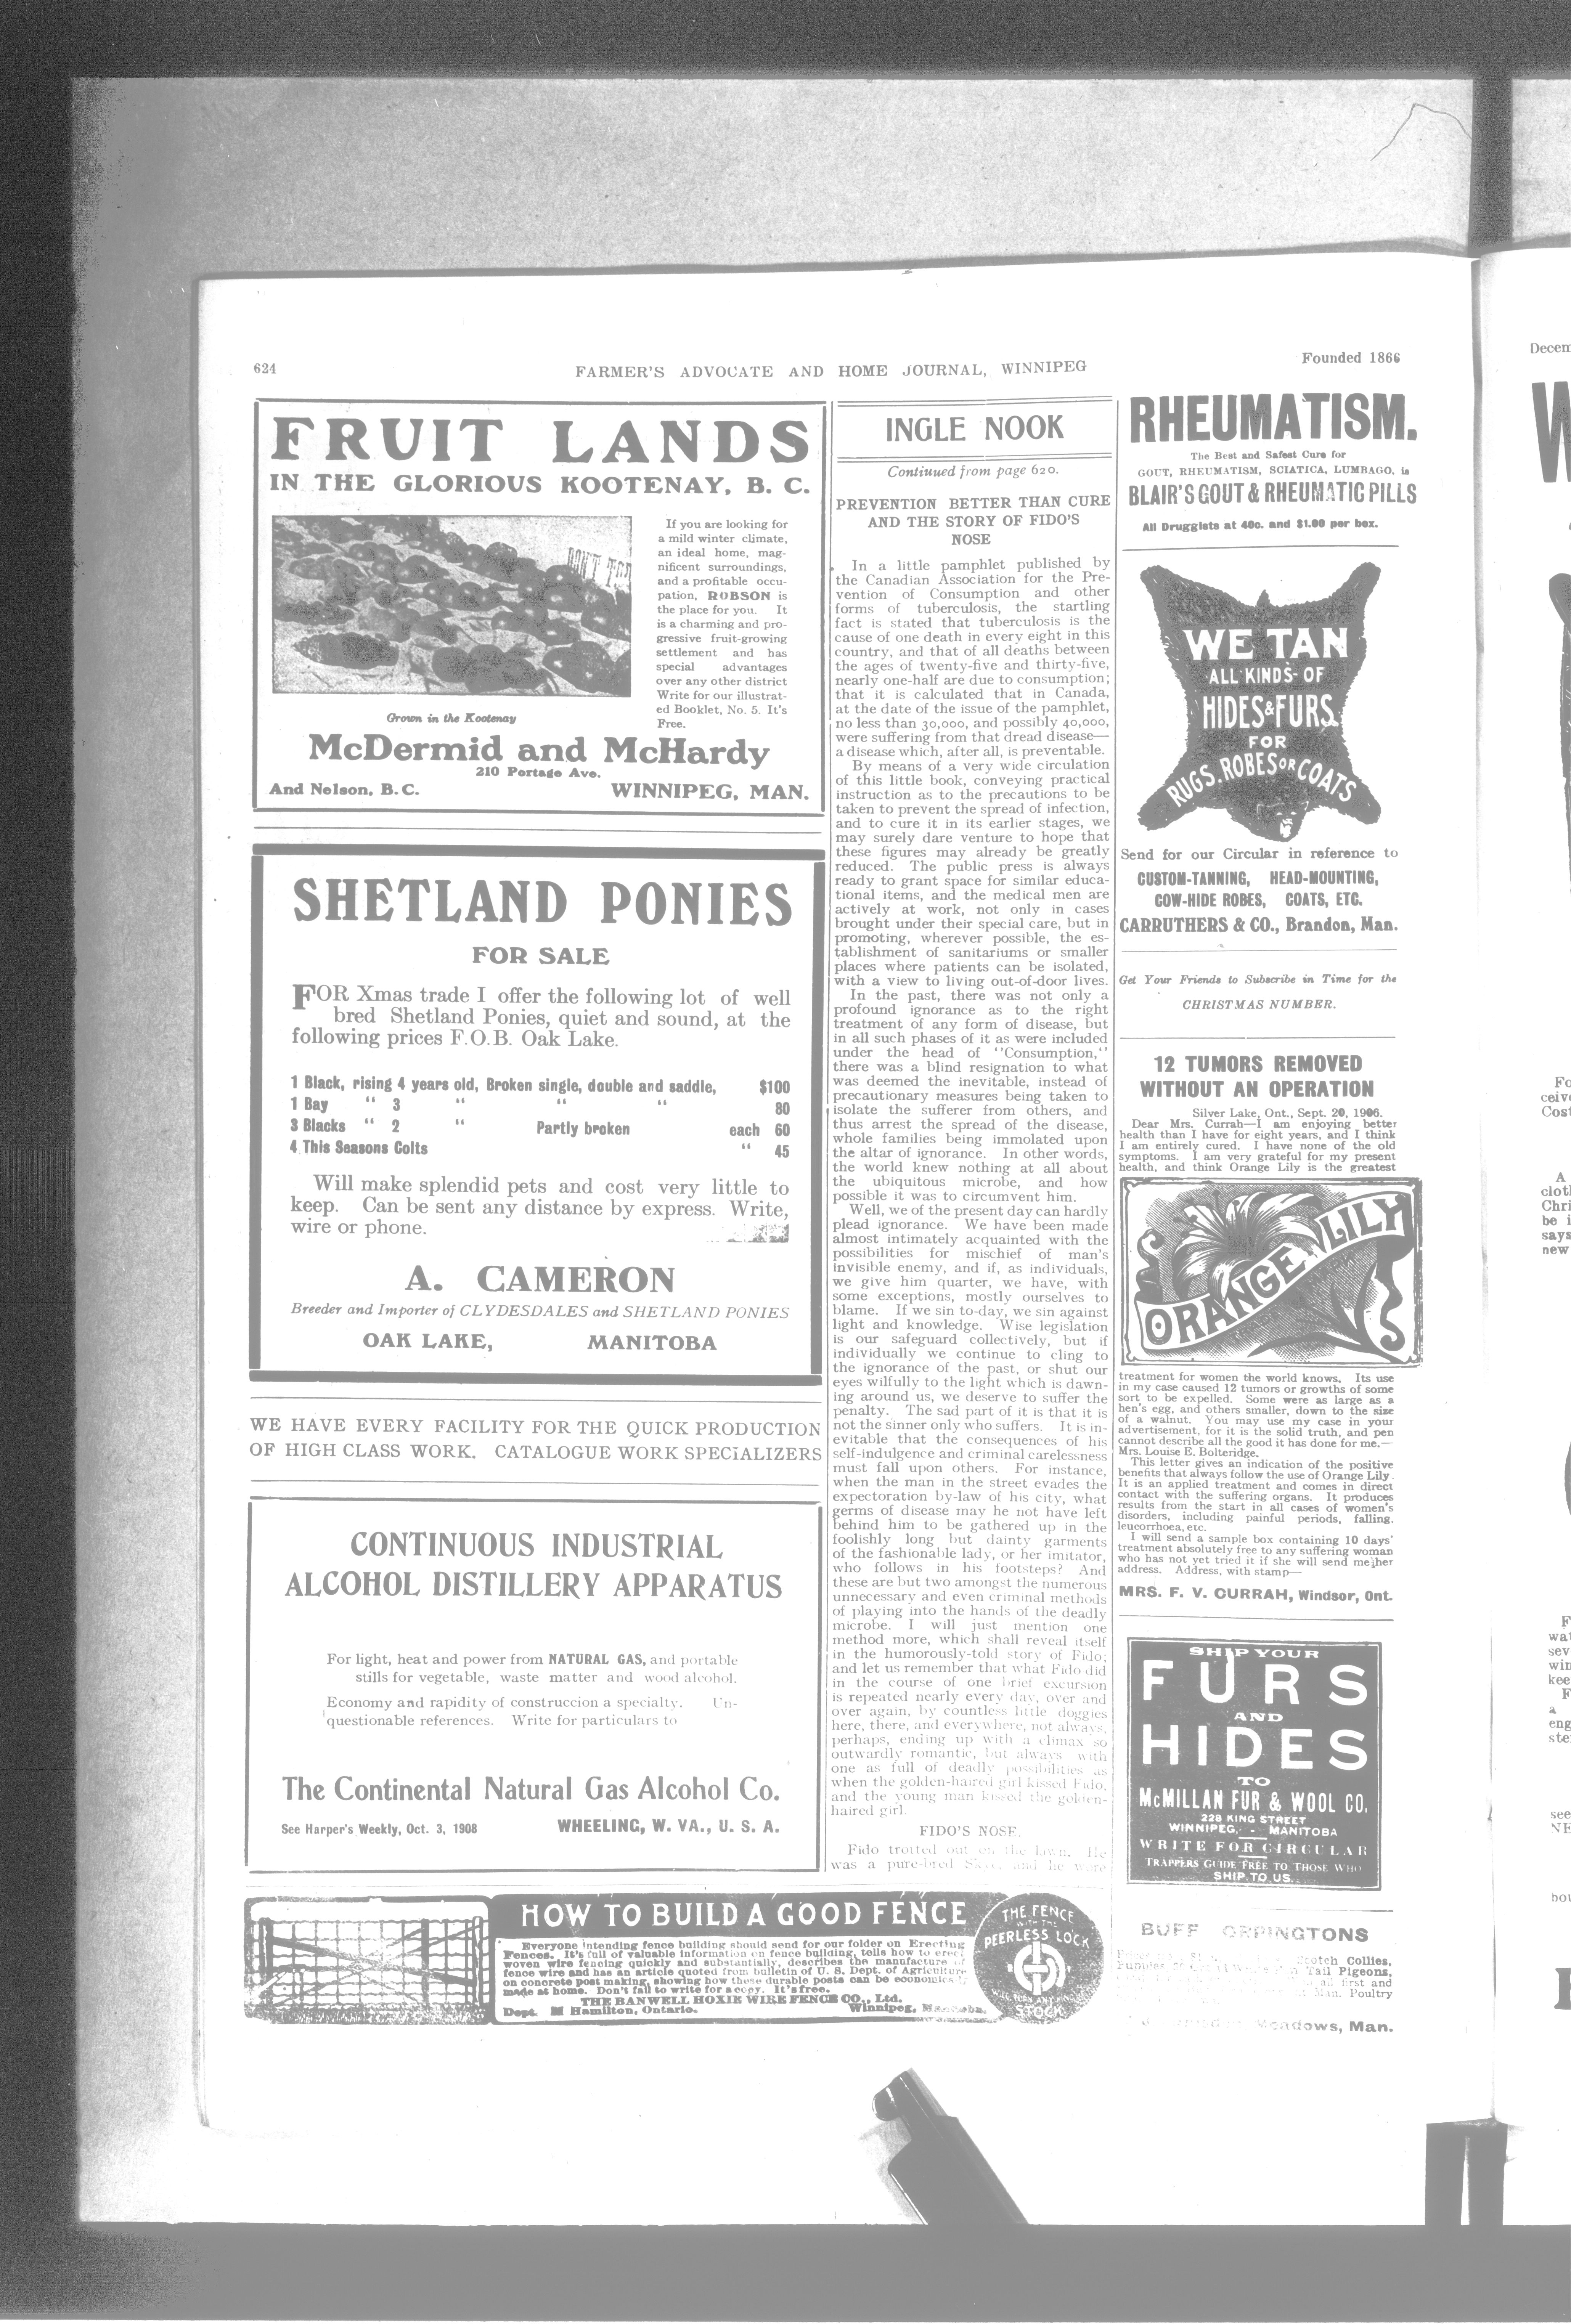 624
FARMER'S ADVOCATE AND HOME JOURNAL, WINNIPEG
Founded 1866
FRUIT LANDS
IN THE GLORIOUS KOOTENAY, B. C.
If you are looking for
a mild winter climate,
an ideal home, mag-
nificent surroundings,
and a profitable occu-
pation, ROBSON is
the place for you. It
is a charming and pro-
gressive fruit-growing
settlement and has
special advantages
over any other district
Write for our illustrat-
ed Booklet, No. 5. It's
Free.
Grown in the Kootenay
McDermid and McHardy
210 Portage Ave.
And Nelson, B.C. WINNIPEG, MAN.
SHETLAND PONIES
FOR SALE
FOR Xmas trade I offer the following lot of well
bred Shetland Ponies, quiet and sound, at the
following prices F.O.B. Oak Lake.
1 Black, rising 4 years old, Broken single, double and saddle, $100
1 Bay " 3 " " " 80
3 Blacks " 2 " Partly broken each 60
4 This Seasons Colts " 45
Will make splendid pets and cost very little to
keep. Can be sent any distance by express. Write,
wire or phone.
A. CAMERON
Breeder and Importer of CLYDESDALES and SHETLAND PONIES
OAK LAKE, MANITOBA
WE HAVE EVERY FACILITY FOR THE QUICK PRODUCTION
OF HIGH CLASS WORK. CATALOGUE WORK SPECIALIZERS
CONTINUOUS INDUSTRIAL
ALCOHOL DISTILLERY APPARATUS
For light, heat and power from NATURAL GAS, and portable
stills for vegetable, waste matter and wood alcohol.
Economy and rapidity of construccion a specialty. Un-
questionable references. Write for particulars to
The Continental Natural Gas Alcohol Co.
See Harper's Weekly, Oct. 3, 1908 WHEELING, W. VA., U. S. A.
INGLE NOOK
Continued from page 620.
PREVENTION BETTER THAN CURE
AND THE STORY OF FIDO'S
NOSE
In a little pamphlet published by
the Canadian Association for the Pre-
vention of Consumption and other
forms of tuberculosis, the startling
fact is stated that tuberculosis is the
cause of one death in every eight in this
country, and that of all deaths between
the ages of twenty-five and thirty-five,
nearly one-half are due to consumption;
that it is calculated that in Canada,
at the date of the issue of the pamphlet,
no less than 30,000, and possibly 40,000,
were suffering from that dread disease—
a disease which, after all, is preventable.
By means of a very wide circulation
of this little book, conveying practical
instruction as to the precautions to be
taken to prevent the spread of infection,
and to cure it in its earlier stages, we
may surely dare venture to hope that
these figures may already be greatly
reduced. The public press is always
ready to grant space for similar educa-
tional items, and the medical men are
actively at work, not only in cases
brought under their special care, but in
promoting, wherever possible, the es-
tablishment of sanitariums or smaller
places where patients can be isolated,
with a view to living out-of-door lives.
In the past, there was not only a
profound ignorance as to the right
treatment of any form of disease, but
in all such phases of it as were included
under the head of "Consumption,"
there was a blind resignation to what
was deemed the inevitable, instead of
precautionary measures being taken to
isolate the sufferer from others, and
thus arrest the spread of the disease,
whole families being immolated upon
the altar of ignorance. In other words,
the world knew nothing at all about
the ubiquitous microbe, and how
possible it was to circumvent him.
Well, we of the present day can hardly
plead ignorance. We have been made
almost intimately acquainted with the
possibilities for mischief of man's
invisible enemy, and if, as individuals,
we give him quarter, we have, with
some exceptions, mostly ourselves to
blame. If we sin to-day, we sin against
light and knowledge. Wise legislation
is our safeguard collectively, but if
individually we continue to cling to
the ignorance of the past, or shut our
eyes wilfully to the light which is dawn-
ing around us, we deserve to suffer the
penalty. The sad part of it is that it is
not the sinner only who suffers. It is in-
evitable that the consequences of his
self-indulgence and criminal carelessness
must fall upon others. For instance,
when the man in the street evades the
expectoration by-law of his city, what
germs of disease may he not have left
behind him to be gathered up in the
foolishly long but dainty garments
of the fashionable lady, or her imitator,
who follows in his footsteps? And
these are but two amongst the numerous
unnecessary and even criminal methods
of playing into the hands of the deadly
microbe. I will just mention one
method more, which shall reveal itself
in the humorously-told story of Fido;
and let us remember that what Fido did
in the course of one brief excursion
is repeated nearly every day, over and
over again, by countless little doggies
here, there, and everywhere, not always,
perhaps, ending up with a climax so
outwardly romantic, but always with
one as full of deadly possibilities as
when the golden-haired girl kissed Fido,
and the young man kissed the golden-
haired girl.
FIDO'S NOSE.
Fido trotted out on the lawn. He
was a pure-bred Skye, and he wore
RHEUMATISM.
The Best and Safest Cure for
GOUT, RHEUMATISM, SCIATICA, LUMBAGO, is
BLAIR'S GOUT & RHEUMATIC PILLS
All Druggists at 40c. and $1.00 per box.
WE TAN
ALL KINDS OF
HIDES & FURS
FOR
RUGS, ROBES OR COATS
Send for our Circular in reference to
CUSTOM-TANNING, HEAD-MOUNTING,
COW-HIDE ROBES, COATS, ETC.
CARRUTHERS & CO., Brandon, Man.
Get Your Friends to Subscribe in Time for the
CHRISTMAS NUMBER.
12 TUMORS REMOVED
WITHOUT AN OPERATION
Silver Lake, Ont., Sept. 20, 1906.
Dear Mrs. Currah—I am enjoying better
health than I have for eight years, and I think
I am entirely cured. I have none of the old
symptoms. I am very grateful for my present
health, and think Orange Lily is the greatest
ORANGE LILY
treatment for women the world knows. Its use
in my case caused 12 tumors or growths of some
sort to be expelled. Some were as large as a
hen's egg, and others smaller, down to the size
of a walnut. You may use my case in your
advertisement, for it is the solid truth, and pen
cannot describe all the good it has done for me.—
Mrs. Louise E. Bolteridge.
This letter gives an indication of the positive
benefits that always follow the use of Orange Lily.
It is an applied treatment and comes in direct
contact with the suffering organs. It produces
results from the start in all cases of women's
disorders, including painful periods, falling,
leucorrhoea, etc.
I will send a sample box containing 10 days'
treatment absolutely free to any suffering woman
who has not yet tried it if she will send me her
address. Address, with stamp—
MRS. F. V. CURRAH, Windsor, Ont.
SHIP YOUR
FURS
AND
HIDES
TO
McMILLAN FUR & WOOL CO.
228 KING STREET
WINNIPEG, - MANITOBA
WRITE FOR CIRCULAR
TRAPPERS GUIDE FREE TO THOSE WHO
SHIP TO US.
HOW TO BUILD A GOOD FENCE
Everyone intending fence building should send for our folder on Erecting
Fences. It's full of valuable information on fence building, tells how to erect
woven wire fencing quickly and substantially, describes the manufacture of
fence wire and has an article quoted from bulletin of U. S. Dept. of Agriculture
on concrete post making, showing how these durable posts can be economically
made at home. Don't fail to write for a copy. It's free.
THE BANWELL HOXIE WIRE FENCE CO., Ltd.
Dept. M Hamilton, Ontario. Winnipeg, Manitoba.
THE FENCE
WITH THE
PEERLESS LOCK
STOCK
BUFF ORPINGTONS
Scotch Collies,
Tail Pigeons,
all first and
Man. Poultry
Meadows, Man.
Decem